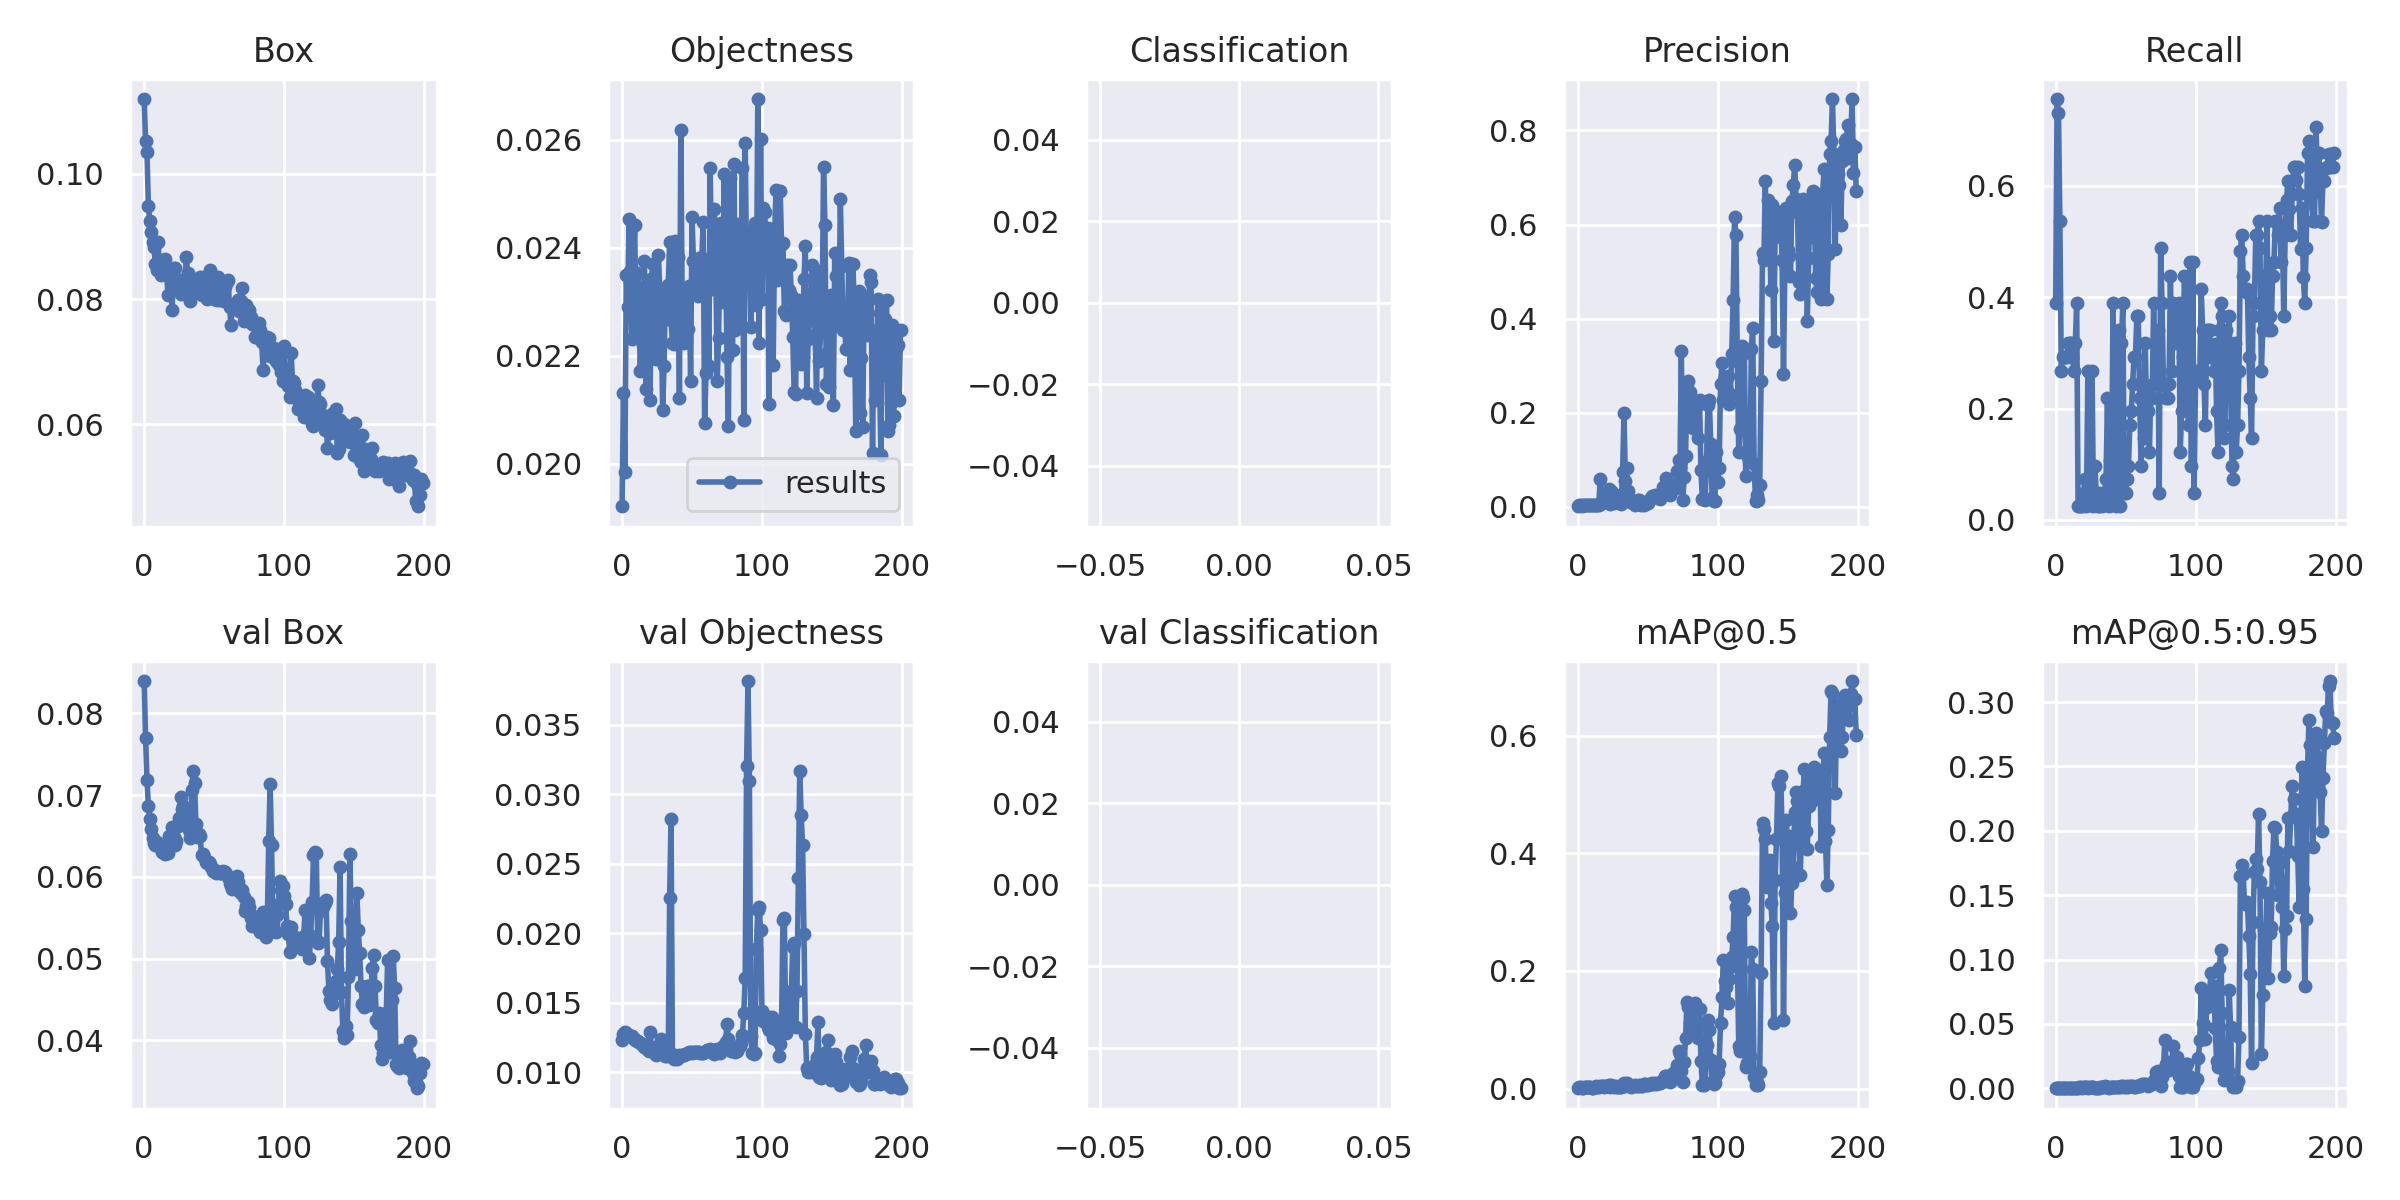 Box
Objectness
Classification
Precision
Recall
0.10
0.08
0.06
0 100 200
0.026
0.024
0.022
0.020
results
0 100 200
0.04
0.02
0.00
−0.02
−0.04
−0.05 0.00 0.05
0.8
0.6
0.4
0.2
0.0
0 100 200
0.6
0.4
0.2
0.0
0 100 200
val Box
val Objectness
val Classification
mAP@0.5
mAP@0.5:0.95
0.08
0.07
0.06
0.05
0.04
0 100 200
0.035
0.030
0.025
0.020
0.015
0.010
0 100 200
0.04
0.02
0.00
−0.02
−0.04
−0.05 0.00 0.05
0.6
0.4
0.2
0.0
0 100 200
0.30
0.25
0.20
0.15
0.10
0.05
0.00
0 100 200